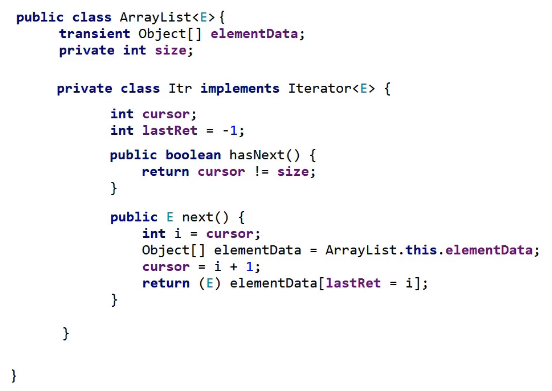 public class ArrayList<E>{
transient Object[] elementData;
private int size;
private class Itr implements Iterator<E> {
int cursor;
int lastRet = -1;
public boolean hasNext() {
return cursor != size;
}
public E next() {
int i = cursor;
Object[] elementData = ArrayList.this.elementData;
cursor = i + 1;
return (E) elementData[lastRet = i];
}
}
}